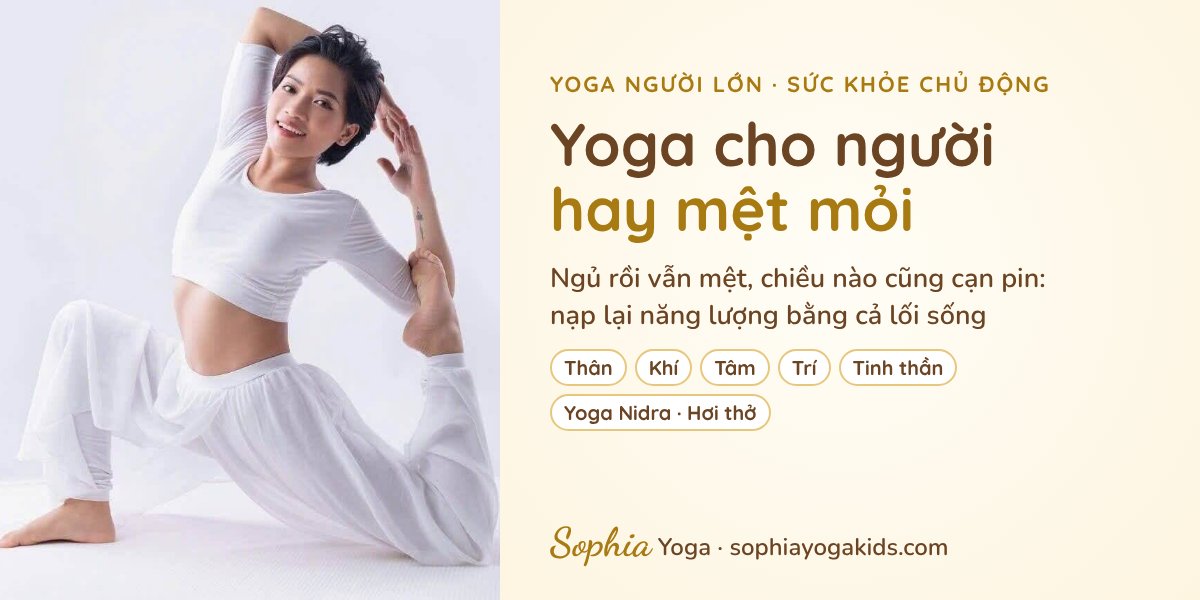 YOGA NGƯỜI LỚN · SỨC KHỎE CHỦ ĐỘNG
Yoga cho người
hay mệt mỏi
Ngủ rồi vẫn mệt, chiều nào cũng cạn pin:
nạp lại năng lượng bằng cả lối sống
Thân Khí Tâm Trí Tinh thần
Yoga Nidra · Hơi thở
Sophia Yoga · sophiayogakids.com